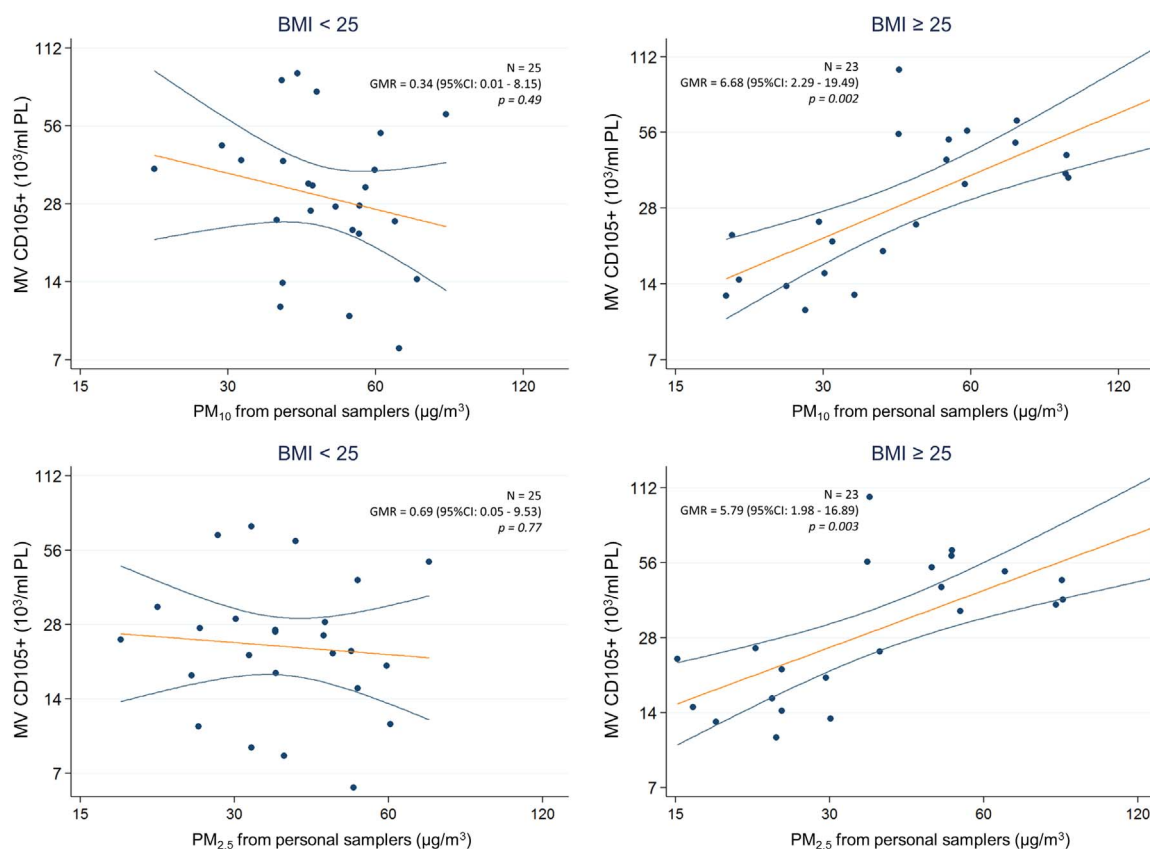 BMI < 25
N = 25
GMR = 0.34 (95%CI: 0.01 - 8.15)
p = 0.49
MV CD105+ (10³/ml PL)
112
56
28
14
7
15 30 60 120
PM₁₀ from personal samplers (µg/m³)
BMI ≥ 25
N = 23
GMR = 6.68 (95%CI: 2.29 - 19.49)
p = 0.002
MV CD105+ (10³/ml PL)
112
56
28
14
7
15 30 60 120
PM₁₀ from personal samplers (µg/m³)
BMI < 25
N = 25
GMR = 0.69 (95%CI: 0.05 - 9.53)
p = 0.77
MV CD105+ (10³/ml PL)
112
56
28
14
7
15 30 60 120
PM₂.₅ from personal samplers (µg/m³)
BMI ≥ 25
N = 23
GMR = 5.79 (95%CI: 1.98 - 16.89)
p = 0.003
MV CD105+ (10³/ml PL)
112
56
28
14
7
15 30 60 120
PM₂.₅ from personal samplers (µg/m³)